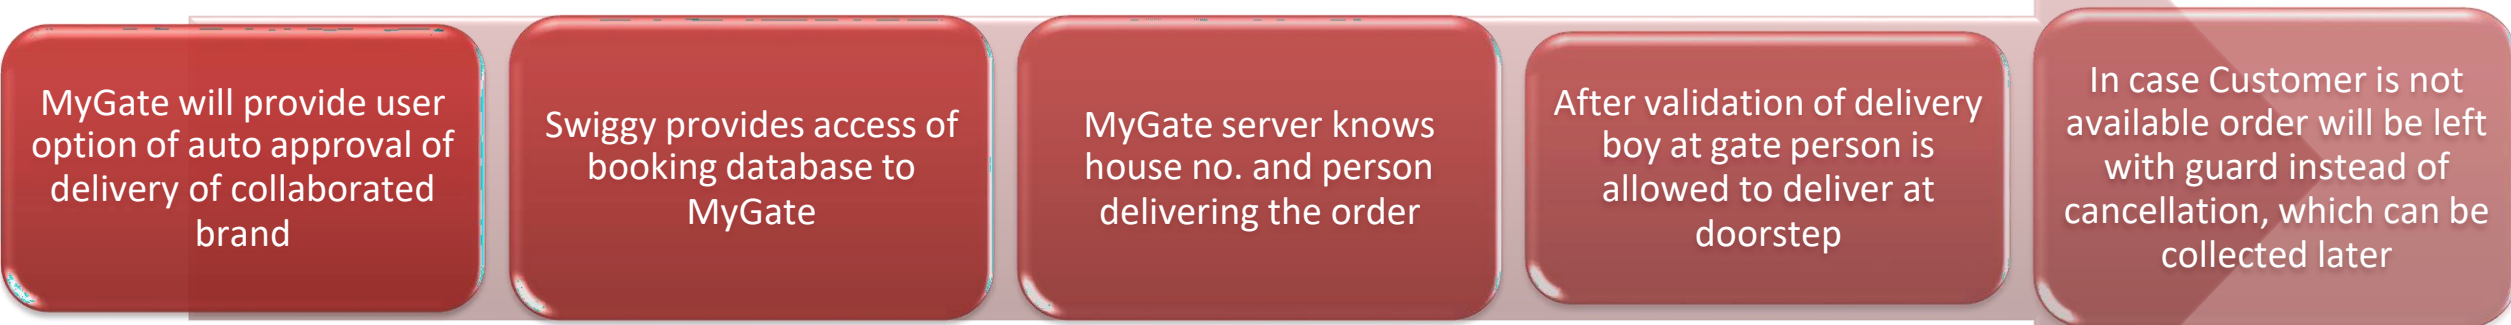 MyGate will provide user
option of auto approval of
delivery of collaborated
brand
Swiggy provides access of
booking database to
MyGate
MyGate server knows
house no. and person
delivering the order
After validation of delivery
boy at gate person is
allowed to deliver at
doorstep
In case Customer is not
available order will be left
with guard instead of
cancellation, which can be
collected later